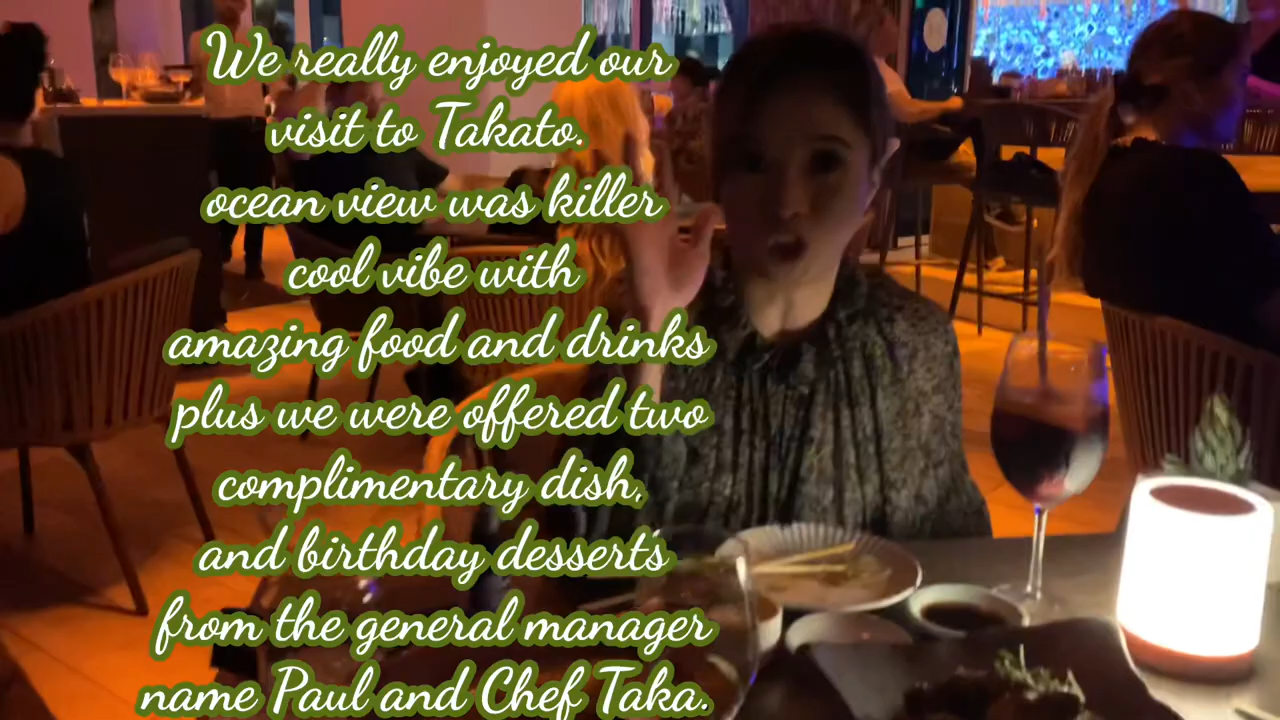 We really enjoyed our
visit to Takato.
ocean view was killer
cool vibe with
amazing food and drinks
plus we were offered two
complimentary dish,
and birthday desserts
from the general manager
name Paul and Chef Taka.